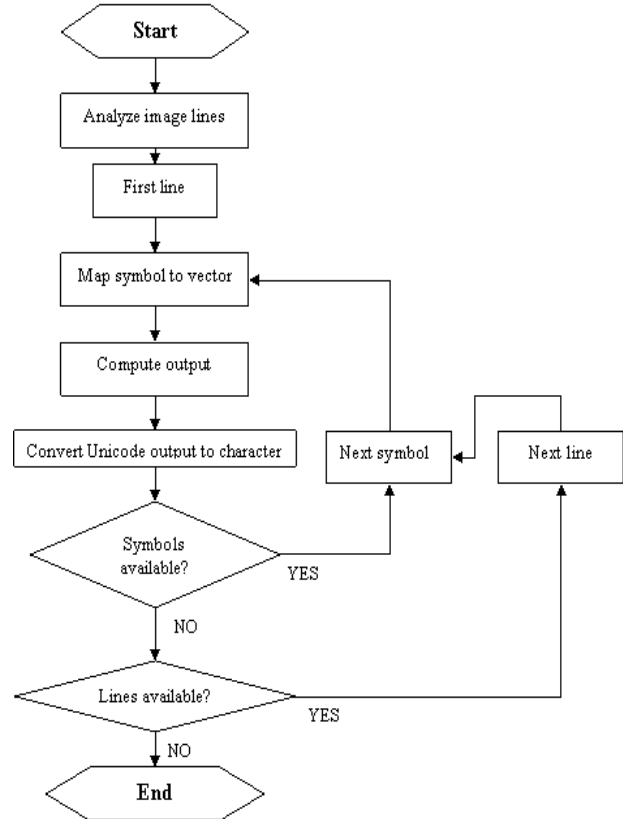 Start
Analyze image lines
First line
Map symbol to vector
Compute output
Convert Unicode output to character
Next symbol
Next line
Symbols
available?
YES
NO
Lines available?
YES
NO
End